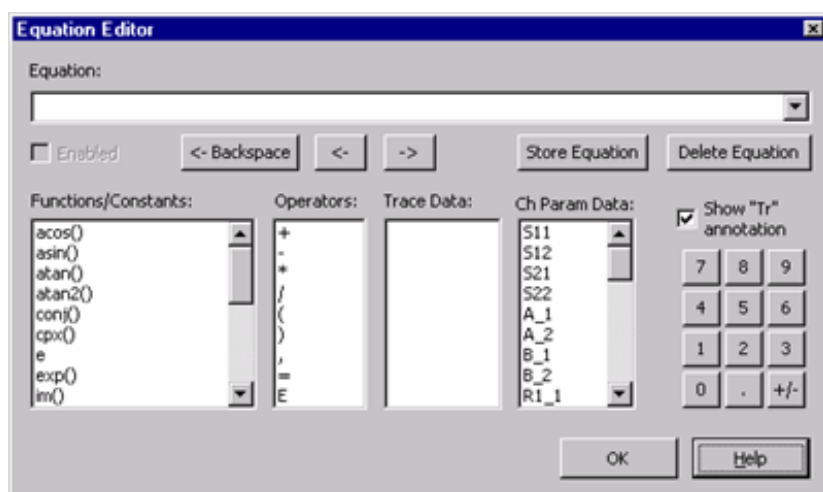 Equation Editor
Equation:
Enabled
<- Backspace
<-
->
Store Equation
Delete Equation
Functions/Constants:
acos()
asin()
atan()
atan2()
conj()
cpx()
e
exp()
im()
Operators:
+
-
*
/
(
)
,
=
E
Trace Data:
Ch Param Data:
S11
S12
S21
S22
A_1
A_2
B_1
B_2
R1_1
Show "Tr"
annotation
7 8 9
4 5 6
1 2 3
0 . +/-
OK
Help